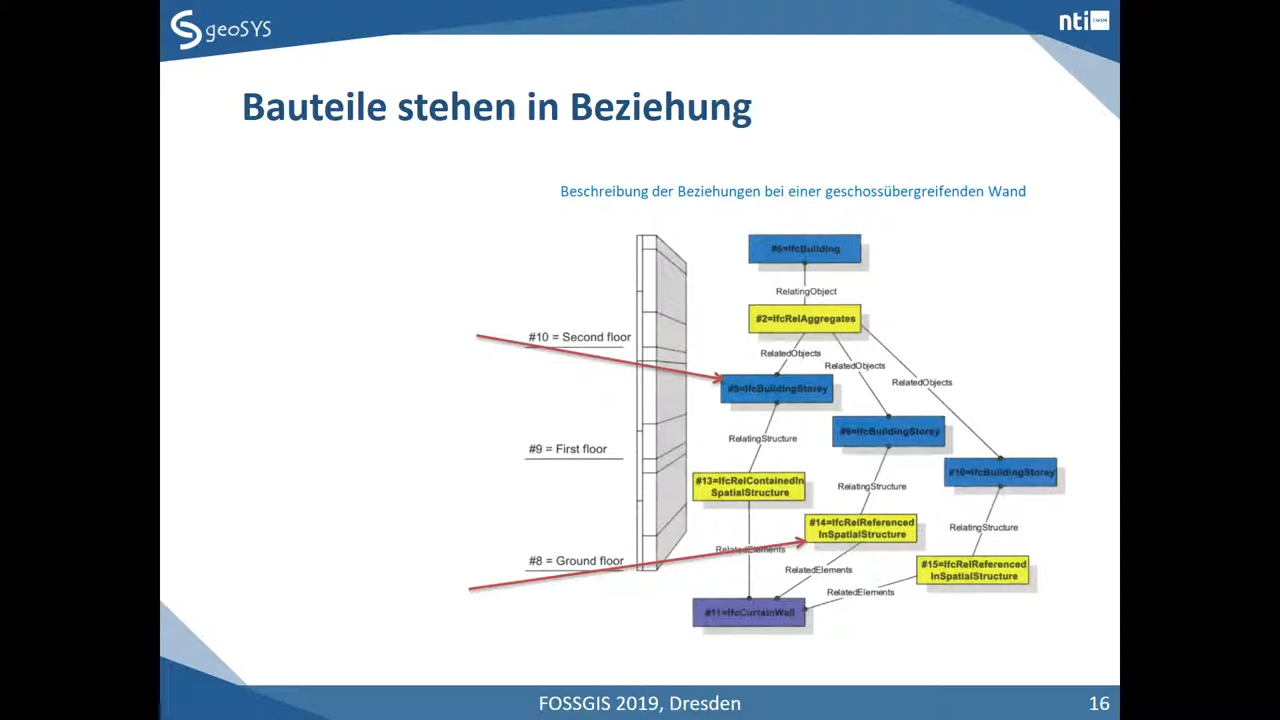 geoSYS
nti
Bauteile stehen in Beziehung
Beschreibung der Beziehungen bei einer geschossübergreifenden Wand
#6=IfcBuilding
RelatingObject
#2=IfcRelAggregates
#10 = Second floor
RelatedObjects
RelatedObjects
RelatedObjects
#8=IfcBuildingStorey
#9=IfcBuildingStorey
RelatingStructure
#9 = First floor
#10=IfcBuildingStorey
#13=IfcRelContainedIn
SpatialStructure
RelatingStructure
#14=IfcRelReferenced
InSpatialStructure
RelatingStructure
RelatedElements
#8 = Ground floor
#15=IfcRelReferenced
InSpatialStructure
RelatedElements
RelatedElements
#11=IfcCurtainWall
FOSSGIS 2019, Dresden
16